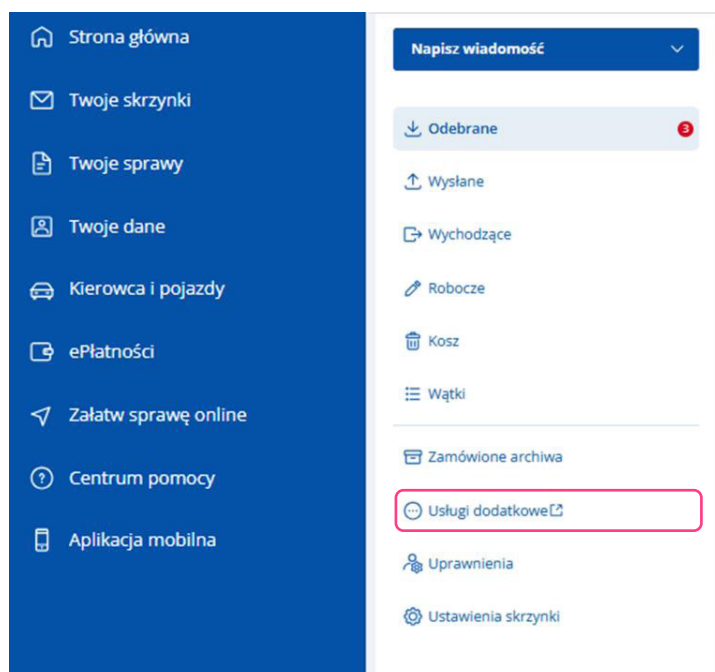 Strona główna
Twoje skrzynki
Twoje sprawy
Twoje dane
Kierowca i pojazdy
ePłatności
Załatw sprawę online
Centrum pomocy
Aplikacja mobilna
Napisz wiadomość
Odebrane 3
Wysłane
Wychodzące
Robocze
Kosz
Wątki
Zamówione archiwa
Usługi dodatkowe
Uprawnienia
Ustawienia skrzynki